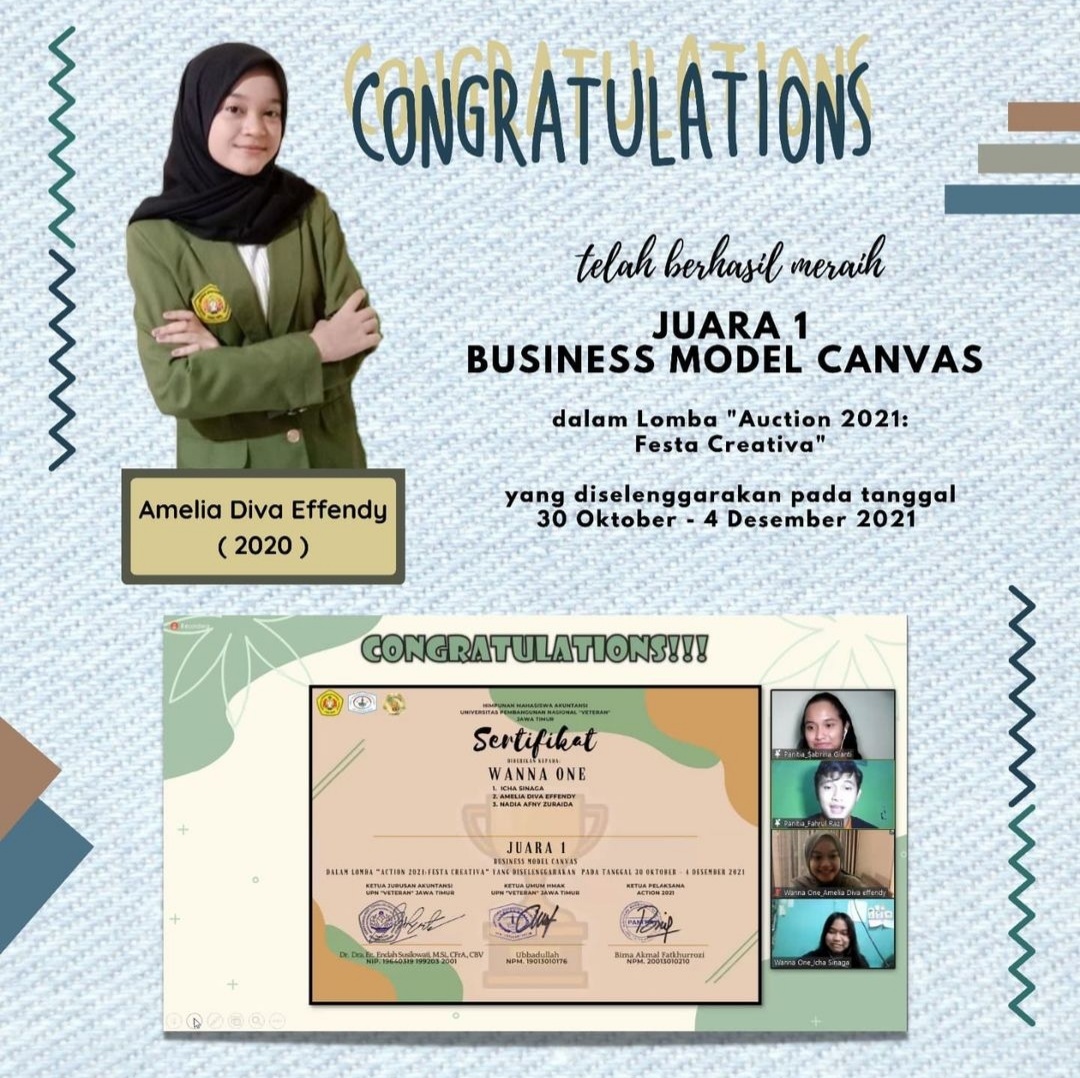 CONGRATULATIONS
telah berhasil meraih
JUARA 1
BUSINESS MODEL CANVAS
dalam Lomba "Auction 2021:
Festa Creativa"
yang diselenggarakan pada tanggal
30 Oktober - 4 Desember 2021
Amelia Diva Effendy
( 2020 )
CONGRATULATIONS!!!
HIMPUNAN MAHASISWA AKUNTANSI
UNIVERSITAS PEMBANGUNAN NASIONAL "VETERAN"
JAWA TIMUR
Sertifikat
DIBERIKAN KEPADA:
WANNA ONE
1. ICHA SINAGA
2. AMELIA DIVA EFFENDY
3. NADIA AFNY ZURAIDA
JUARA 1
BUSINESS MODEL CANVAS
DALAM LOMBA "ACTION 2021:FESTA CREATIVA" YANG DISELENGGARAKAN PADA TANGGAL 30 OKTOBER - 4 DESEMBER 2021
KETUA JURUSAN AKUNTANSI
UPN "VETERAN" JAWA TIMUR
KETUA UMUM HMAK
UPN "VETERAN" JAWA TIMUR
KETUA PELAKSANA
ACTION 2021
Dr. Dra. Ec. Endah Susilowati, M.Si, CFrA, CBV
NIP. 19640319 199203 2001
Ubbadullah
NPM. 19013010176
Bima Akmal Fatkhurrozi
NPM. 20013010210
Panitia_Sabrina Gianti
Panitia_Fahrul Razi
Wanna One_Amelia Diva effendy
Wanna One_Icha Sinaga